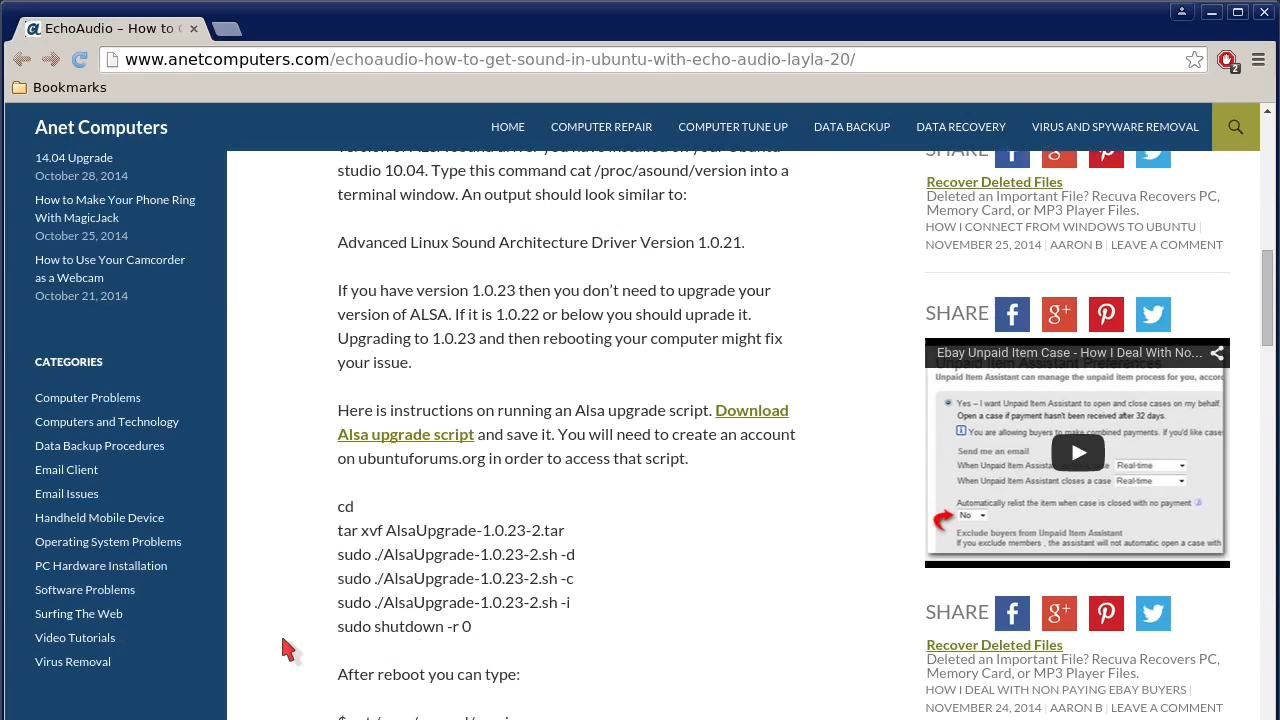 EchoAudio – How to
www.anetcomputers.com/echoaudio-how-to-get-sound-in-ubuntu-with-echo-audio-layla-20/
2
Bookmarks
Anet Computers
HOME COMPUTER REPAIR COMPUTER TUNE UP DATA BACKUP DATA RECOVERY VIRUS AND SPYWARE REMOVAL
14.04 Upgrade
October 28, 2014
How to Make Your Phone Ring
With MagicJack
October 25, 2014
How to Use Your Camcorder
as a Webcam
October 21, 2014
CATEGORIES
Computer Problems
Computers and Technology
Data Backup Procedures
Email Client
Email Issues
Handheld Mobile Device
Operating System Problems
PC Hardware Installation
Software Problems
Surfing The Web
Video Tutorials
Virus Removal
studio 10.04. Type this command cat /proc/asound/version into a
terminal window. An output should look similar to:
Advanced Linux Sound Architecture Driver Version 1.0.21.
If you have version 1.0.23 then you don’t need to upgrade your
version of ALSA. If it is 1.0.22 or below you should uprade it.
Upgrading to 1.0.23 and then rebooting your computer might fix
your issue.
Here is instructions on running an Alsa upgrade script. Download
Alsa upgrade script and save it. You will need to create an account
on ubuntuforums.org in order to access that script.
cd
tar xvf AlsaUpgrade-1.0.23-2.tar
sudo ./AlsaUpgrade-1.0.23-2.sh -d
sudo ./AlsaUpgrade-1.0.23-2.sh -c
sudo ./AlsaUpgrade-1.0.23-2.sh -i
sudo shutdown -r 0
After reboot you can type:
SHARE
Recover Deleted Files
Deleted an Important File? Recuva Recovers PC,
Memory Card, or MP3 Player Files.
HOW I CONNECT FROM WINDOWS TO UBUNTU |
NOVEMBER 25, 2014 | AARON B | LEAVE A COMMENT
SHARE
Ebay Unpaid Item Case - How I Deal With No...
Unpaid Item Assistant Preferences
Unpaid Item Assistant can manage the unpaid item process for you, accord
Yes – I want Unpaid Item Assistant to open and close cases on my behalf.
Open a case if payment hasn't been received after 32 days.
You are allowing buyers to make combined payments. If you'd like cases
Send me an email
When Unpaid Item Assistant opens a case Real-time
When Unpaid Item Assistant closes a case Real-time
Automatically relist the item when case is closed with no payment
No
Exclude buyers from Unpaid Item Assistant
If you exclude members , the assistant will not automatic open a case with
SHARE
Recover Deleted Files
Deleted an Important File? Recuva Recovers PC,
Memory Card, or MP3 Player Files.
HOW I DEAL WITH NON PAYING EBAY BUYERS |
NOVEMBER 24, 2014 | AARON B | LEAVE A COMMENT